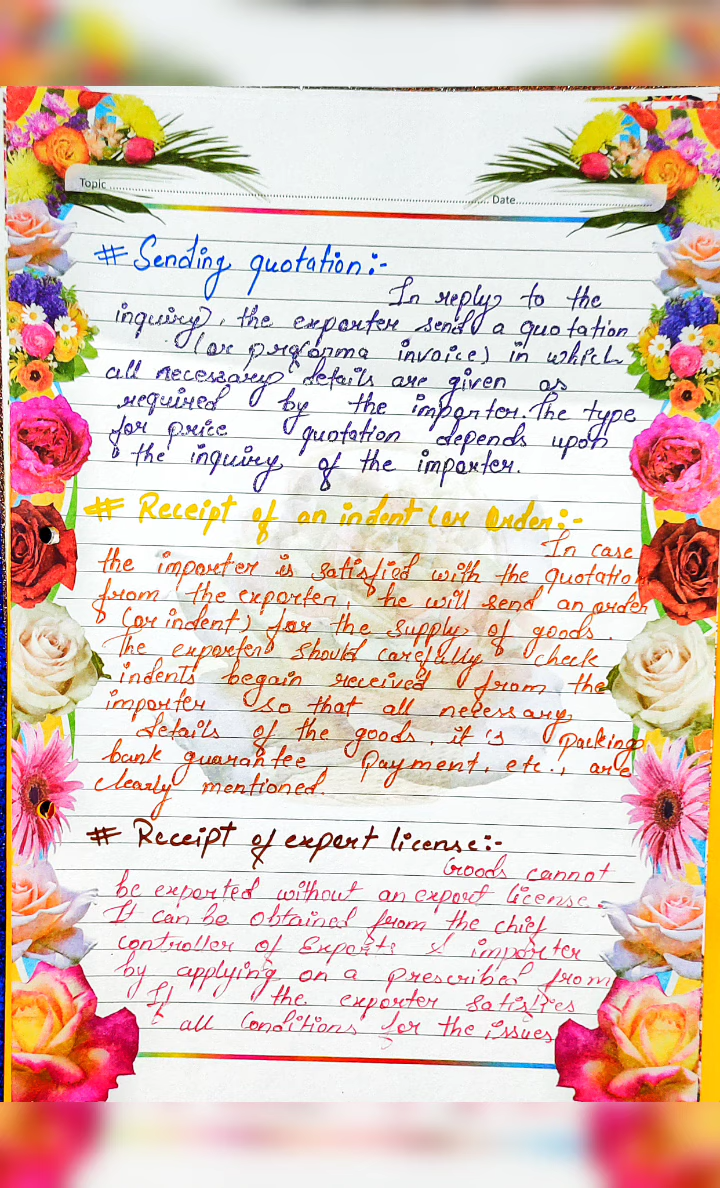 Topic ........ Date........
# Sending quotation:-
In reply to the
inquiry, the exporter send a quotation
(or proforma invoice) in which
all necessary details are given as
required by the importer. The type
for price quotation depends upon
the inquiry of the importer.
# Receipt of an indent (or Order:-
In case
the importer is satisfied with the quotation
from the exporter, he will send an order
(or indent) for the supply of goods.
The exporter should carefully check
indents begain received from the
importer so that all necessary
details of the goods, it is packing
bank guarantee, Payment, etc., are
clearly mentioned.
# Receipt of export license:-
Goods cannot
be exported without an export license.
It can be obtained from the chief
controller of Exports & importer
by applying on a prescribed from
If the exporter satisties
all Conditions for the issues